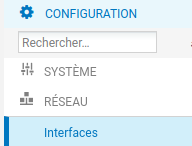 CONFIGURATION
Rechercher...
SYSTÈME
RÉSEAU
Interfaces